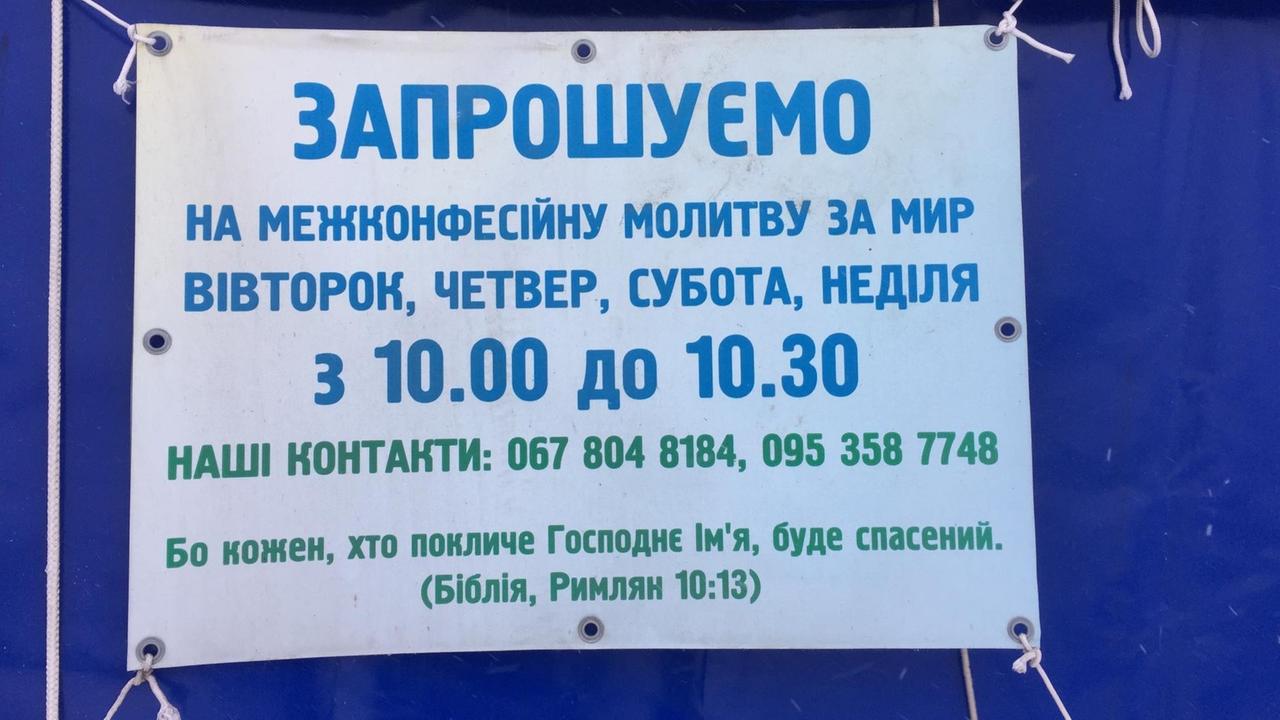 ЗАПРОШУЄМО
НА МЕЖКОНФЕСІЙНУ МОЛИТВУ ЗА МИР
ВІВТОРОК, ЧЕТВЕР, СУБОТА, НЕДІЛЯ
з 10.00 до 10.30
НАШІ КОНТАКТИ: 067 804 8184, 095 358 7748
Бо кожен, хто покличе Господнє Ім'я, буде спасений.
(Біблія, Римлян 10:13)